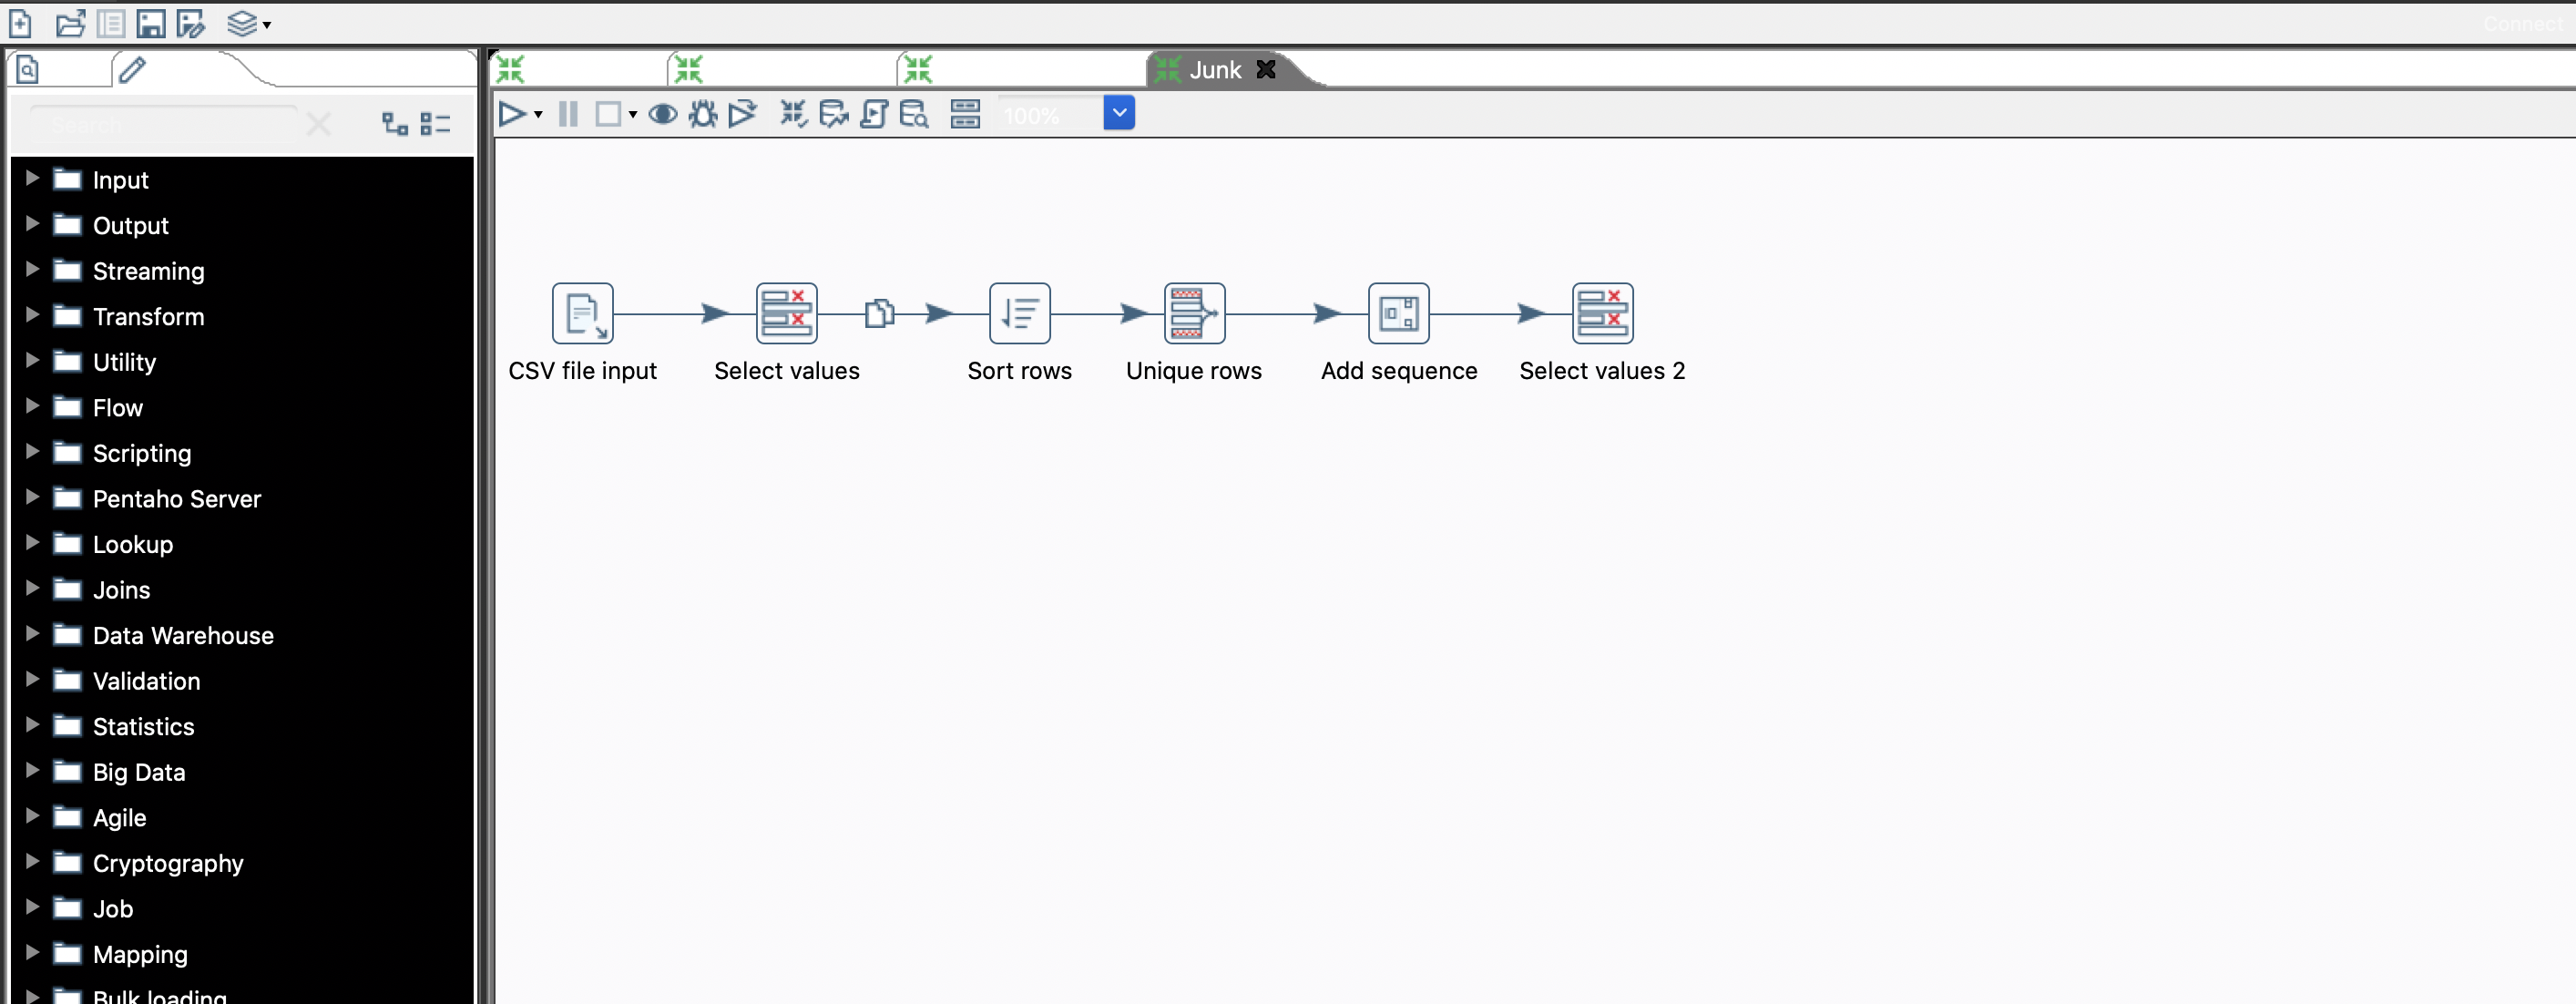 Connect
Junk
Search
100%
Input
Output
Streaming
Transform
Utility
Flow
Scripting
Pentaho Server
Lookup
Joins
Data Warehouse
Validation
Statistics
Big Data
Agile
Cryptography
Job
Mapping
Bulk loading
CSV file input
Select values
Sort rows
Unique rows
Add sequence
Select values 2